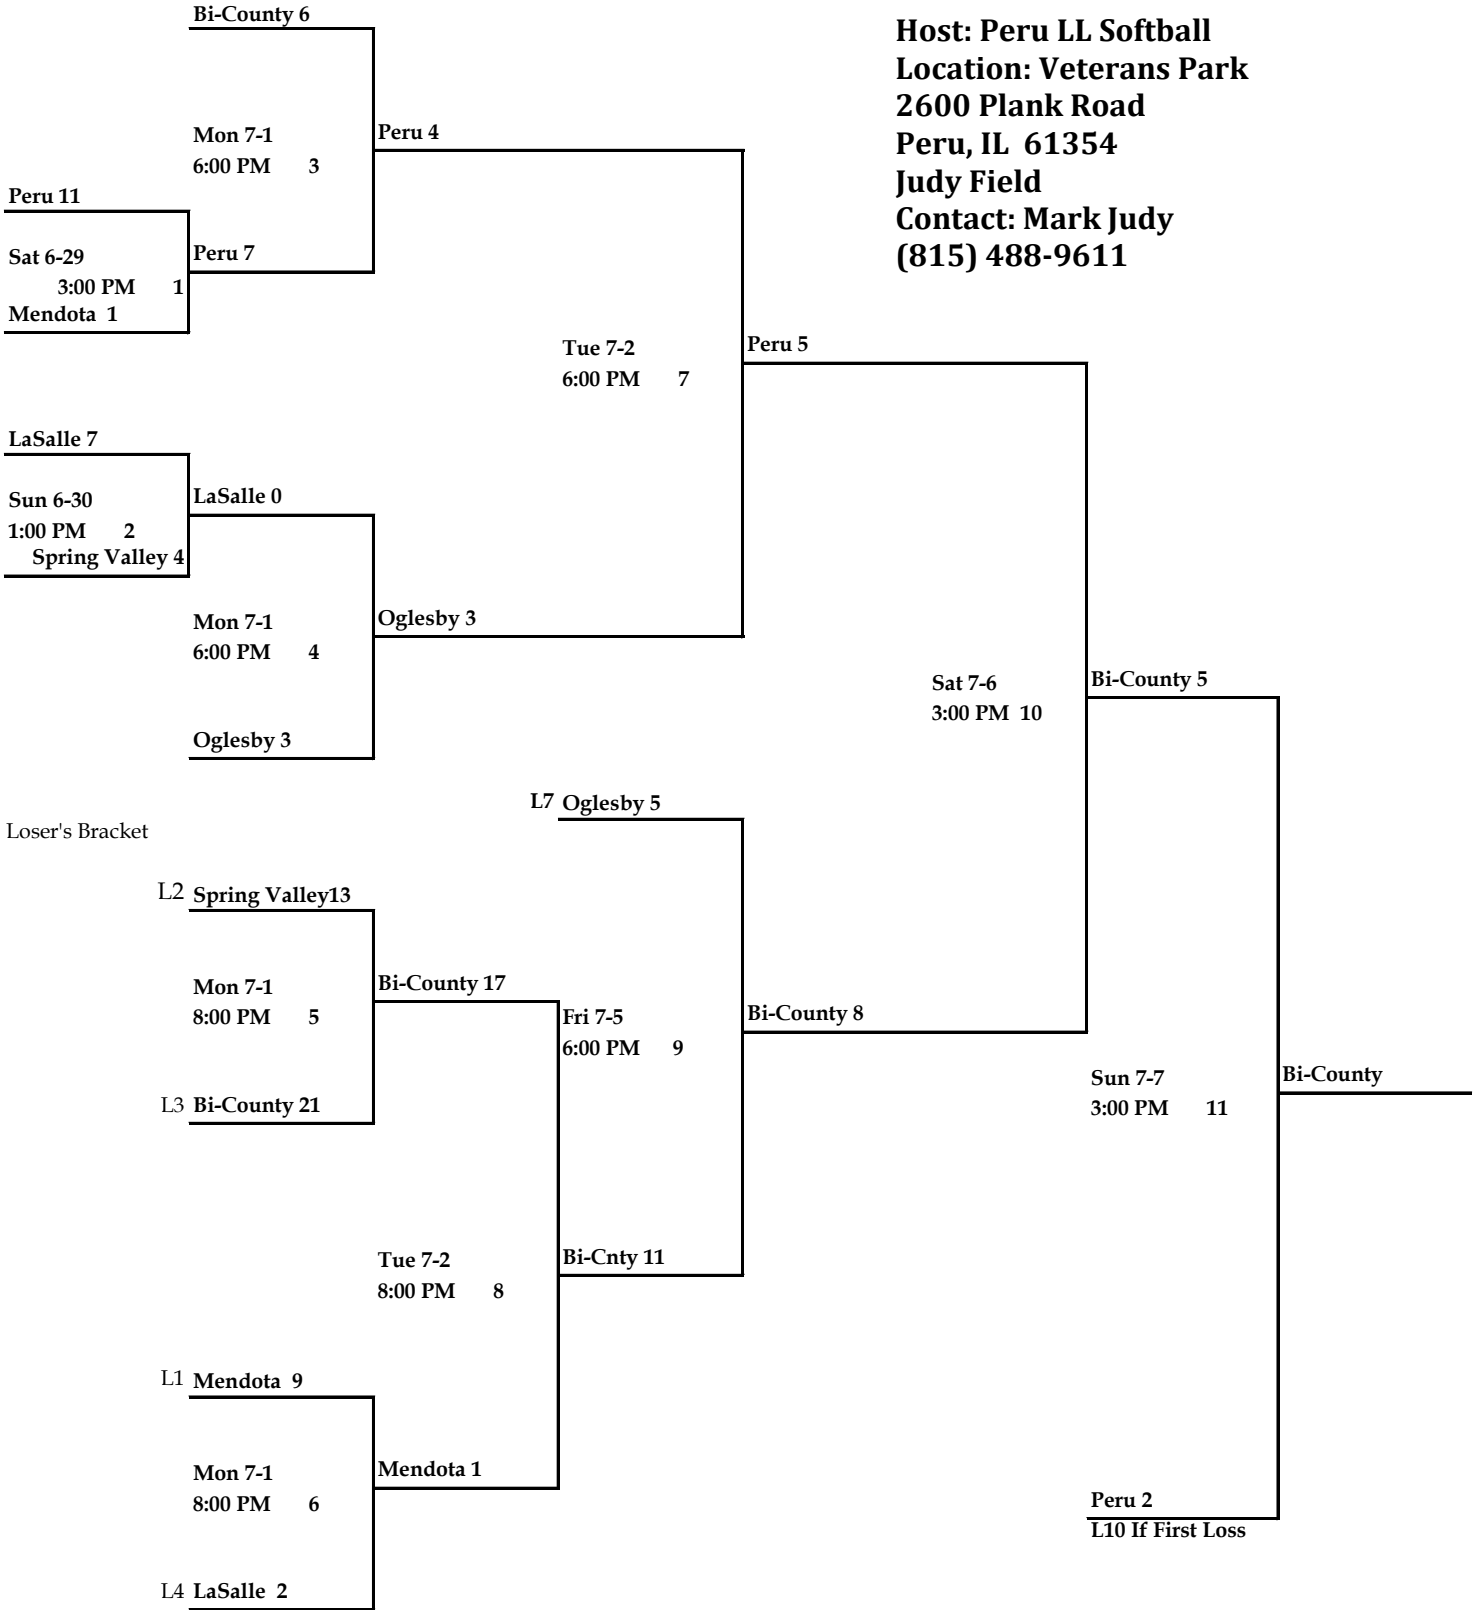 Bi-County 6
Host: Peru LL Softball
Location: Veterans Park
2600 Plank Road
Peru, IL  61354
Judy Field
Contact: Mark Judy
(815) 488-9611
Mon 7-1
6:00 PM 3
Peru 4
Peru 11
Sat 6-29
3:00 PM 1
Mendota 1
Peru 7
Tue 7-2
6:00 PM 7
Peru 5
LaSalle 7
Sun 6-30
1:00 PM 2
Spring Valley 4
LaSalle 0
Mon 7-1
6:00 PM 4
Oglesby 3
Oglesby 3
Sat 7-6
3:00 PM 10
Bi-County 5
Loser's Bracket
L7 Oglesby 5
L2 Spring Valley13
Mon 7-1
8:00 PM 5
Bi-County 17
L3 Bi-County 21
Fri 7-5
6:00 PM 9
Bi-County 8
Sun 7-7
3:00 PM 11
Bi-County
Tue 7-2
8:00 PM 8
Bi-Cnty 11
L1 Mendota 9
Mon 7-1
8:00 PM 6
Mendota 1
L4 LaSalle 2
Peru 2
L10 If First Loss